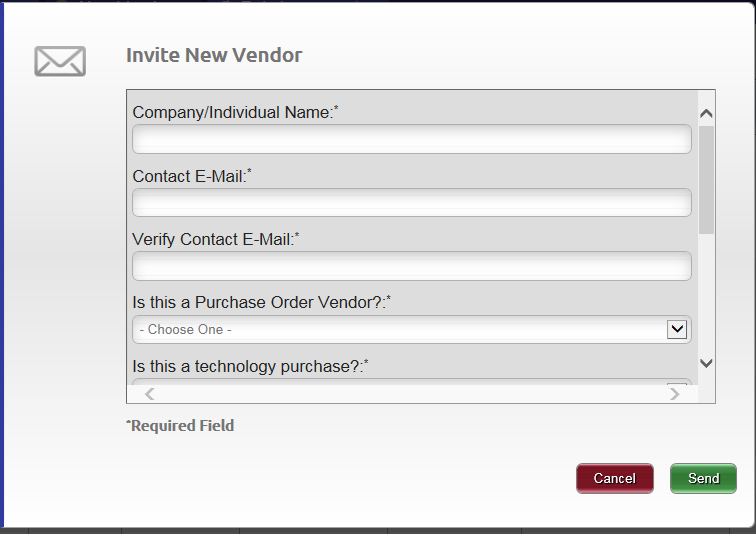 Invite New Vendor
Company/Individual Name:*
Contact E-Mail:*
Verify Contact E-Mail:*
Is this a Purchase Order Vendor?:*
- Choose One -
Is this a technology purchase?:*
*Required Field
Cancel
Send